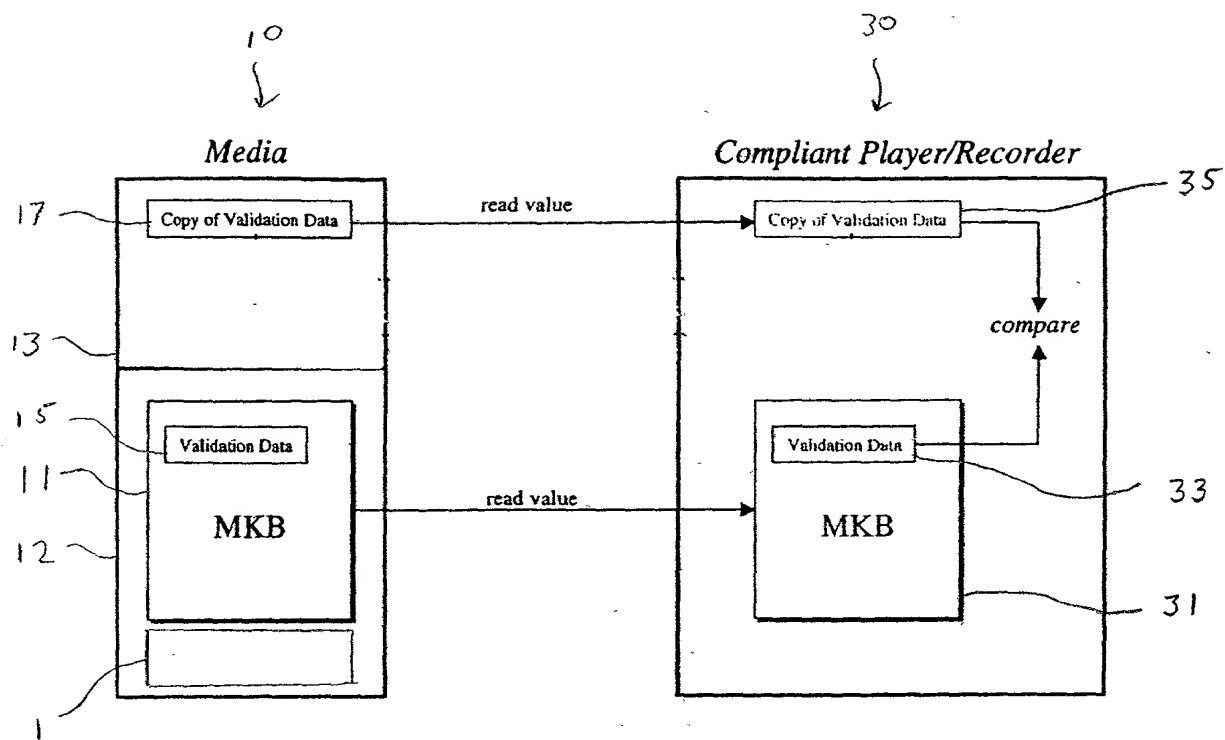 10
30
Media
Compliant Player/Recorder
17
Copy of Validation Data
read value
Copy of Validation Data
35
compare
13
15
Validation Data
Validation Data
11
MKB
read value
MKB
33
12
31
1